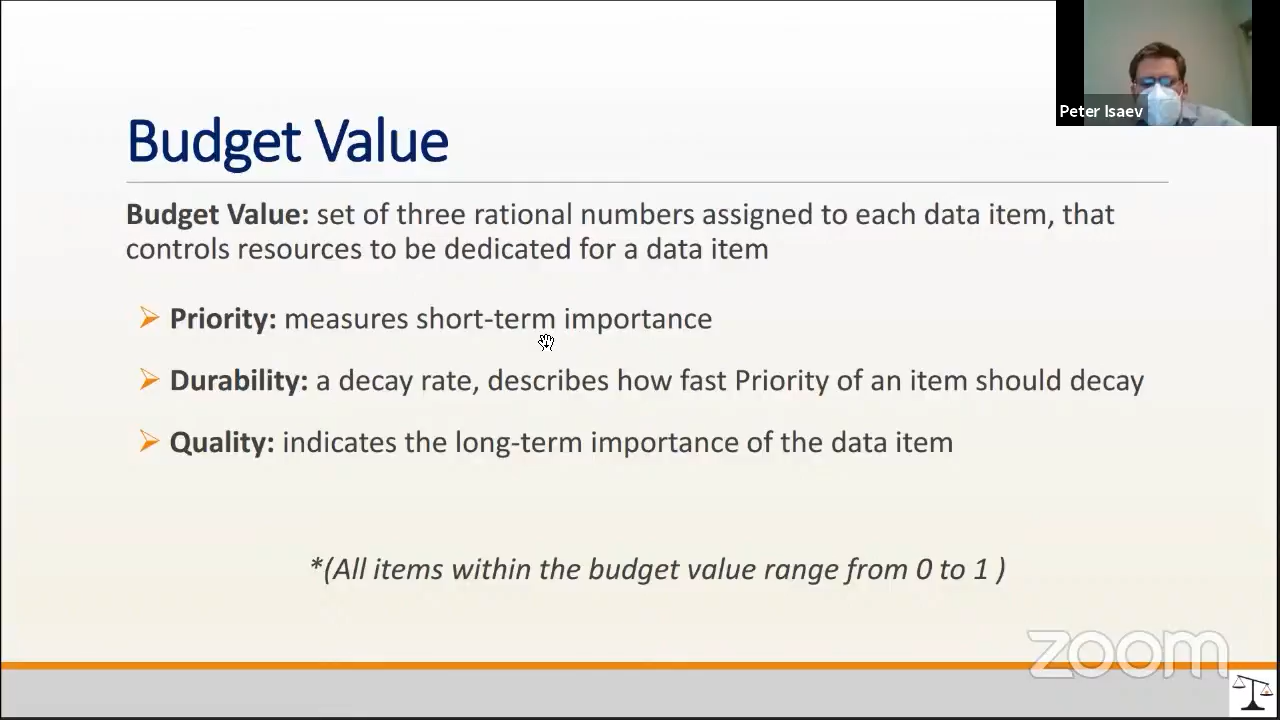 Peter Isaev
Budget Value
Budget Value: set of three rational numbers assigned to each data item, that
controls resources to be dedicated for a data item
Priority: measures short-term importance
Durability: a decay rate, describes how fast Priority of an item should decay
Quality: indicates the long-term importance of the data item
*(All items within the budget value range from 0 to 1 )
zoom